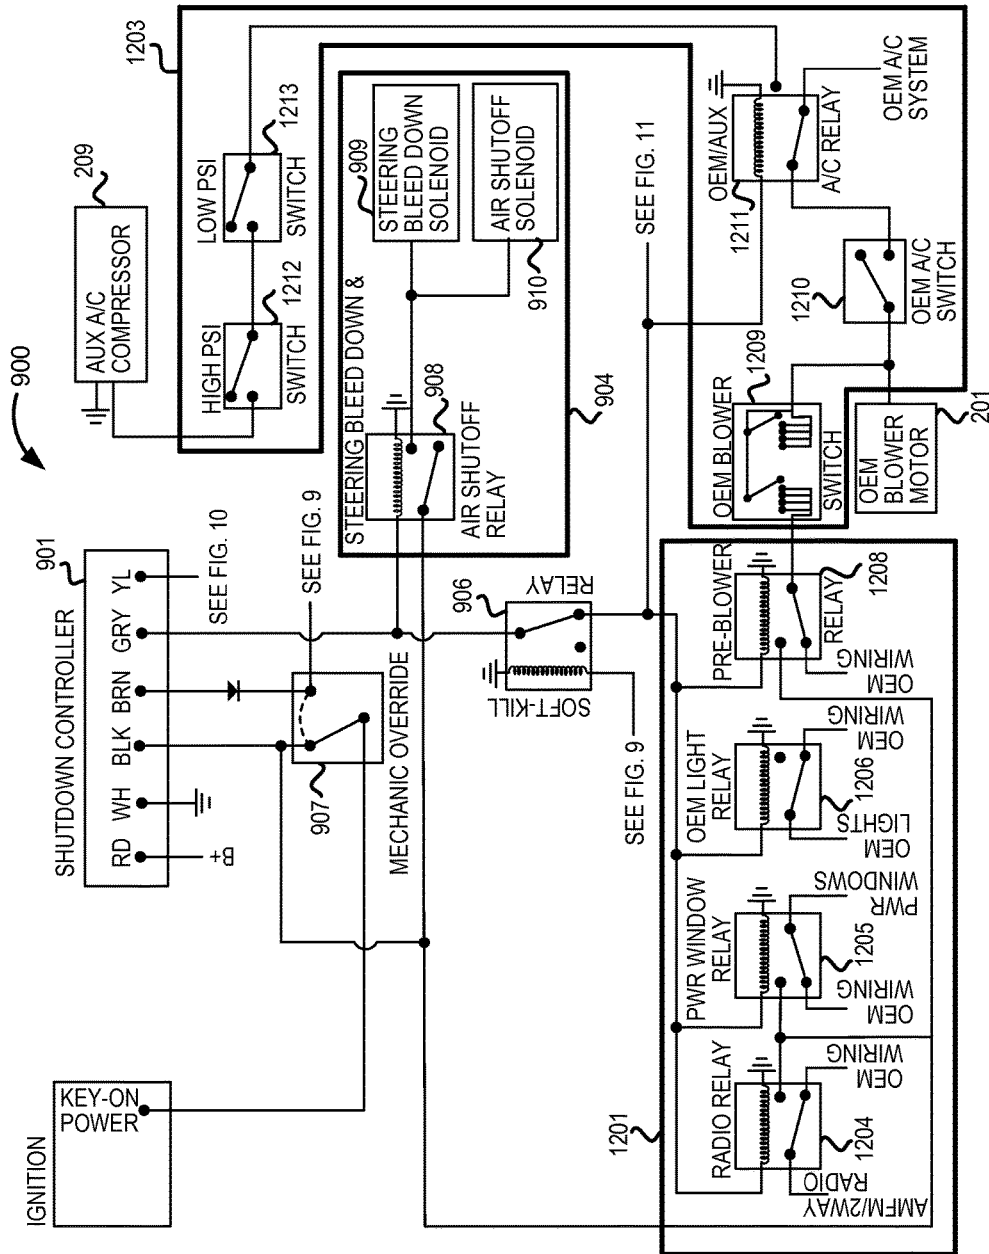 900
IGNITION
KEY-ON
POWER
SHUTDOWN CONTROLLER
901
RD
WH
BLK
BRN
GRY
YL
B+
SEE FIG. 10
SEE FIG. 9
907
MECHANIC OVERRIDE
AUX A/C
COMPRESSOR
209
1203
HIGH PSI
SWITCH
1212
LOW PSI
SWITCH
1213
STEERING BLEED DOWN &
AIR SHUTOFF
RELAY
908
STEERING
BLEED DOWN
SOLENOID
909
AIR SHUTOFF
SOLENOID
910
904
906
SOFT-KILL
RELAY
SEE FIG. 9
SEE FIG. 11
1201
RADIO RELAY
1204
AMFM/2WAY
RADIO
OEM
WIRING
PWR WINDOW
RELAY
1205
OEM
WIRING
PWR
WINDOWS
OEM LIGHT
RELAY
1206
OEM
LIGHTS
OEM
WIRING
PRE-BLOWER
RELAY
1208
OEM
WIRING
OEM BLOWER
SWITCH
1209
OEM
BLOWER
MOTOR
201
1210
OEM A/C
SWITCH
OEM/AUX
A/C RELAY
1211
OEM A/C
SYSTEM